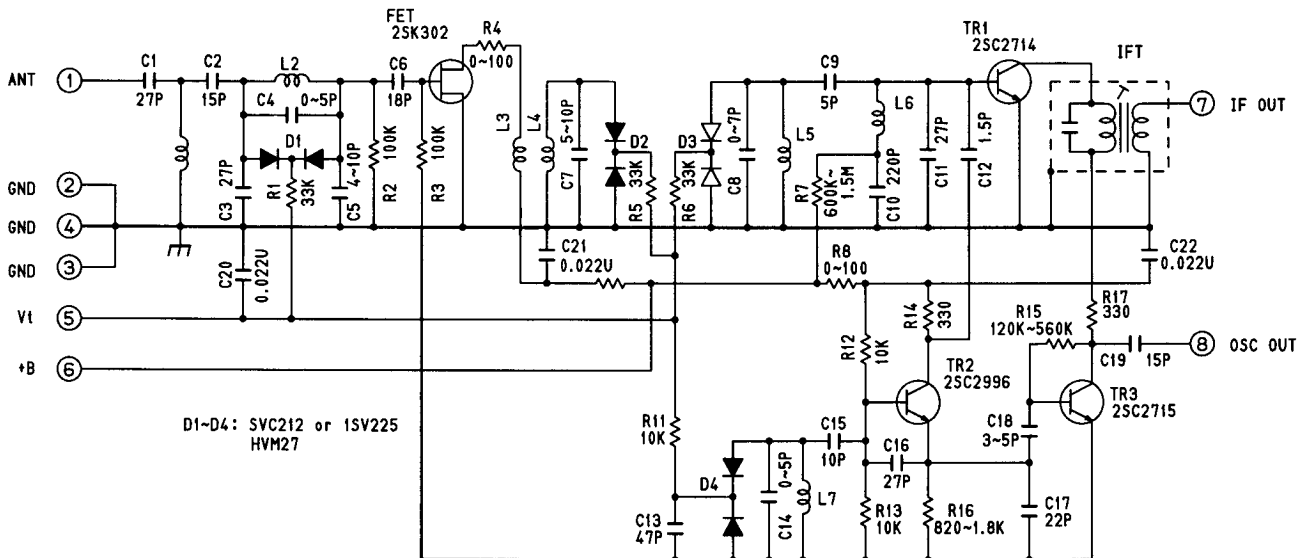 FET
2SK302
R4
0~100
TR1
2SC2714
IFT
ANT
1
C1
27P
C2
15P
L2
C4
0~5P
C6
18P
L3
L4
5~10P
C7
D2
33K
R5
D3
33K
R6
0~7P
C8
L5
C9
5P
L6
R7
600K~
1.5M
220P
C10
27P
C11
1.5P
C12
7
IF OUT
D1
27P
C3
R1
33K
4~10P
C5
100K
R2
100K
R3
GND
2
GND
4
GND
3
C20
0.022U
C21
0.022U
R8
0~100
C22
0.022U
Vt
5
+B
6
R12
10K
R14
330
R15
120K~560K
R17
330
C19
15P
8
OSC OUT
TR2
2SC2996
TR3
2SC2715
D1~D4: SVC212 or 1SV225
HVM27
R11
10K
C13
47P
D4
0~5P
C14
L7
C15
10P
C16
27P
C18
3~5P
R13
10K
R16
820~1.8K
C17
22P